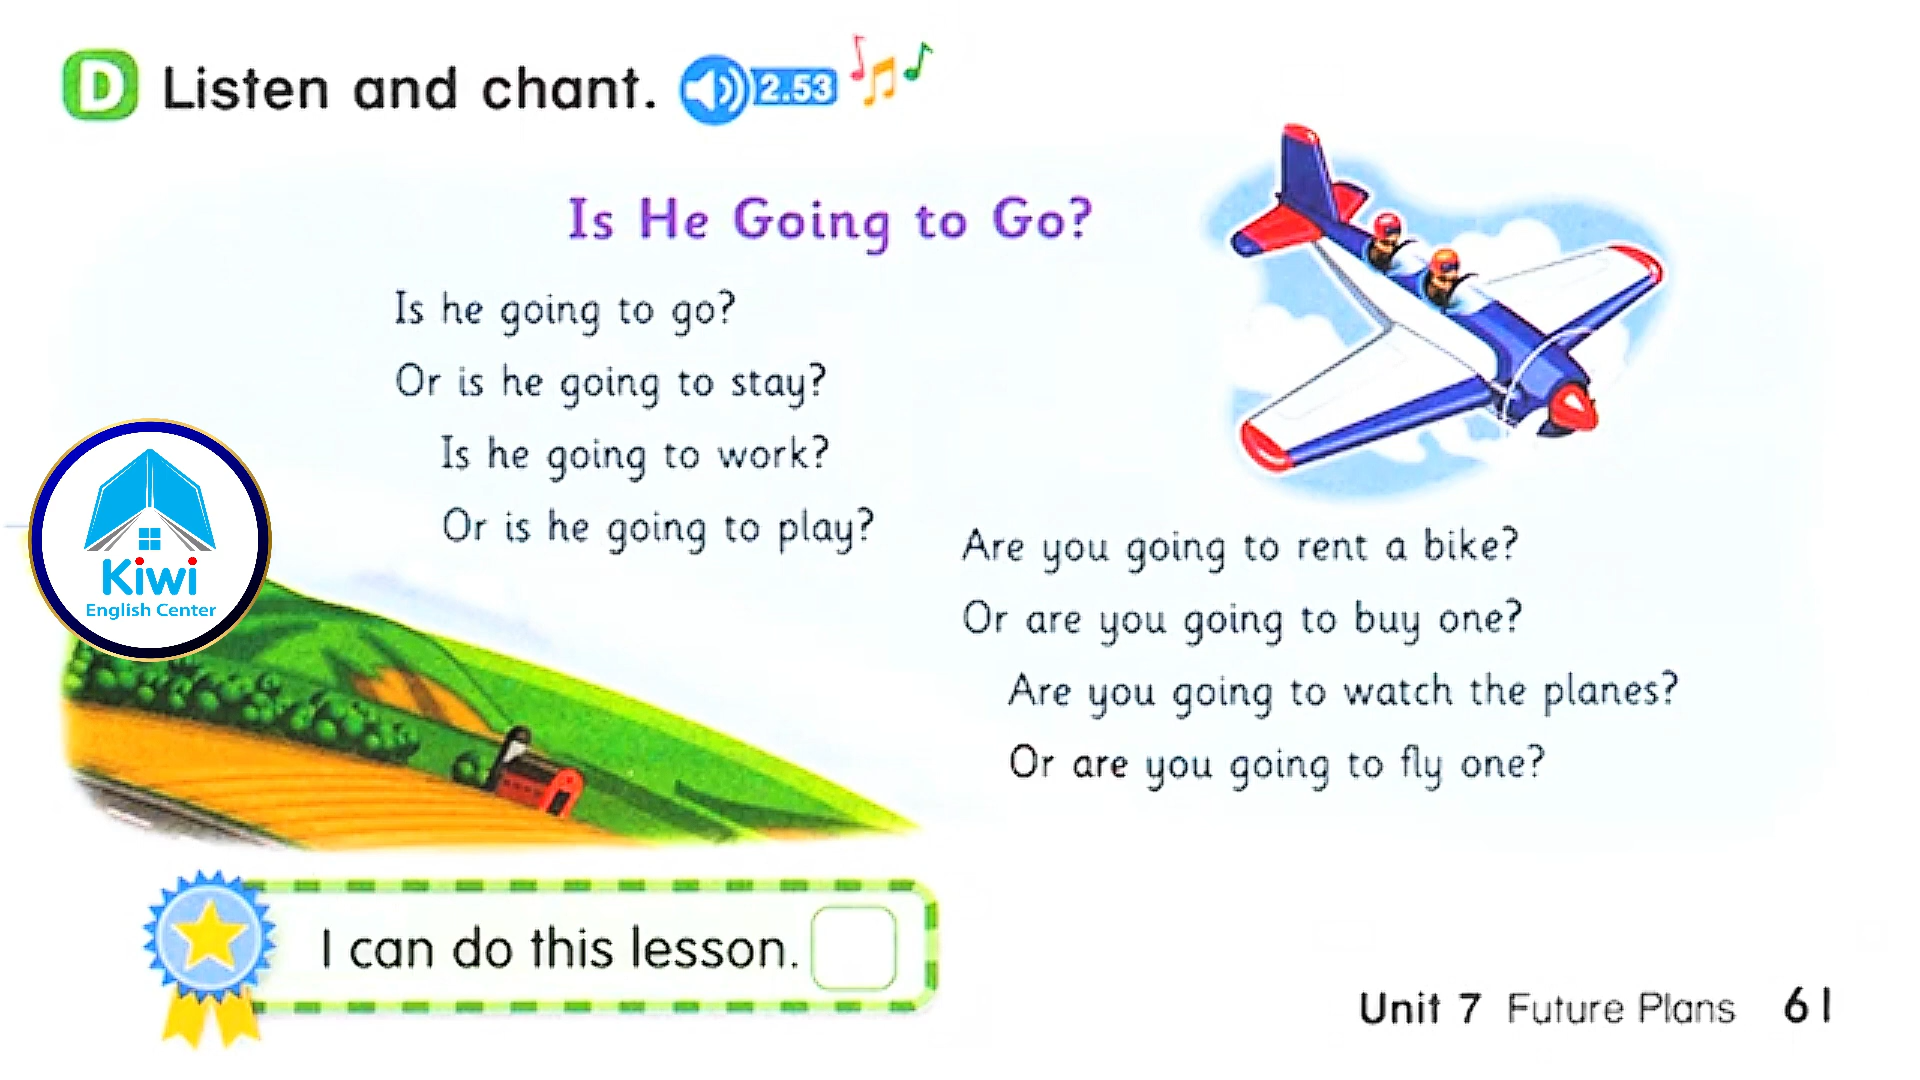 D Listen and chant. 2.53
Is He Going to Go?
Is he going to go?
Or is he going to stay?
Is he going to work?
Or is he going to play?
Are you going to rent a bike?
Or are you going to buy one?
Are you going to watch the planes?
Or are you going to fly one?
Kiwi
English Center
I can do this lesson.
Unit 7 Future Plans 61